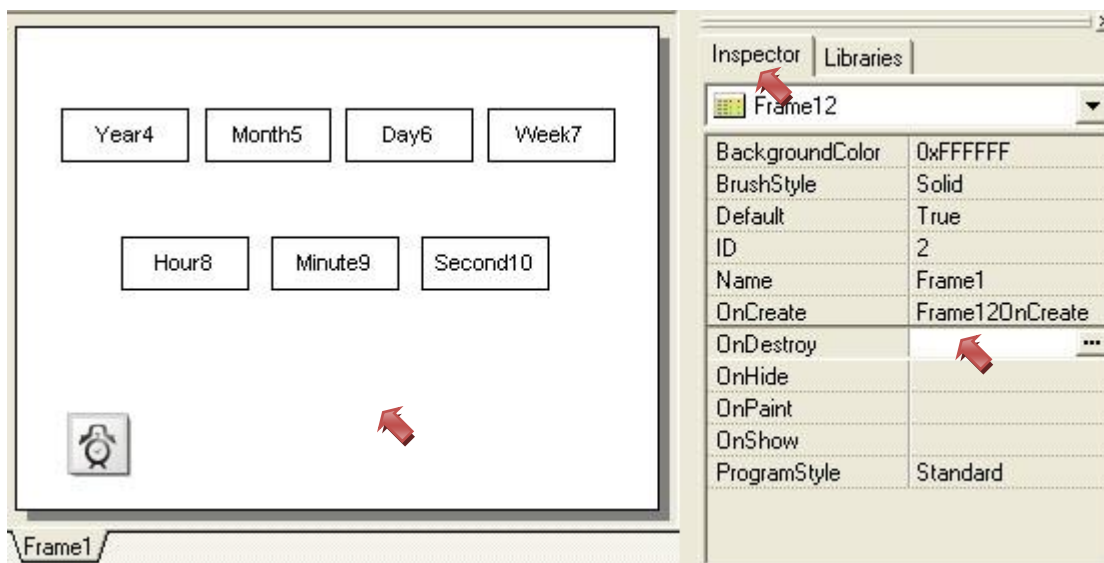 Year4 Month5 Day6 Week7
Hour8 Minute9 Second10
Frame1
Inspector Libraries
Frame12
BackgroundColor 0xFFFFFF
BrushStyle Solid
Default True
ID 2
Name Frame1
OnCreate Frame12OnCreate
OnDestroy ...
OnHide
OnPaint
OnShow
ProgramStyle Standard